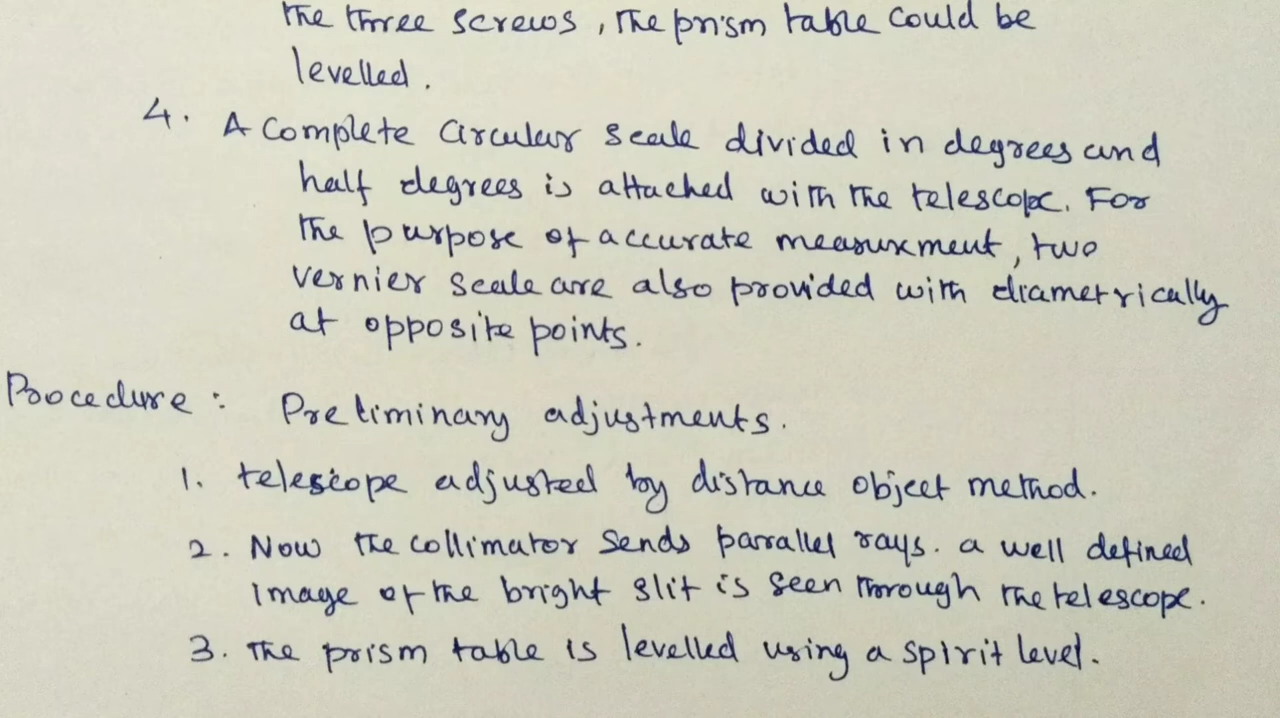 the three screws, the prism table could be
levelled.
4. A complete circular scale divided in degrees and
half degrees is attached with the telescope. For
the purpose of accurate measurment, two
vernier scale are also provided with diametrically
at opposite points.
Procedure: Preliminary adjustments.
1. telescope adjusted by distance object method.
2. Now the collimator sends parallel rays. a well defined
image of the bright slit is seen through the telescope.
3. The prism table is levelled using a spirit level.